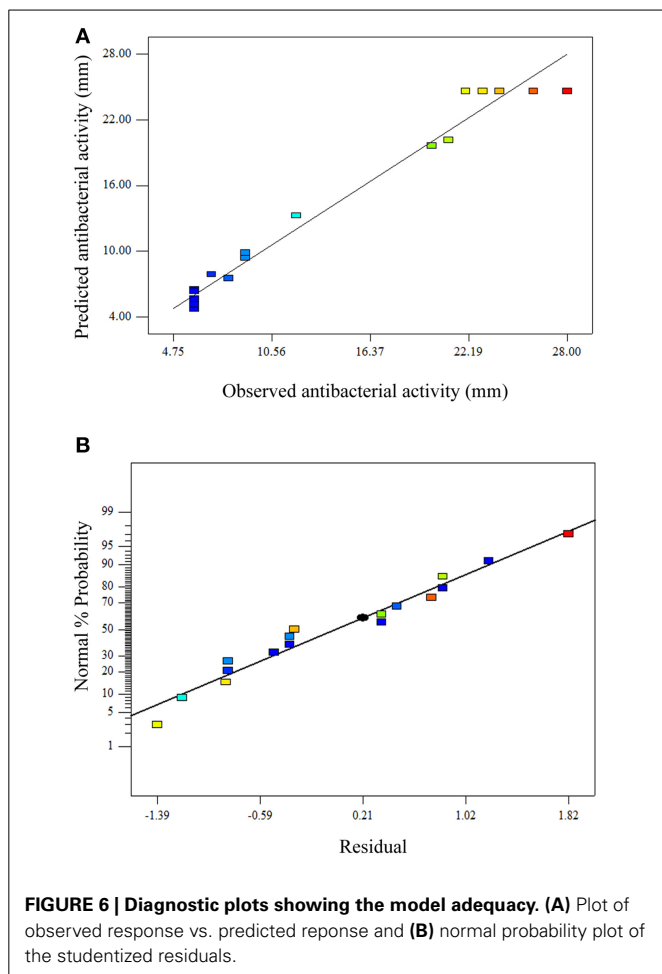 A
Predicted antibacterial activity (mm)
28.00
22.00
16.00
10.00
4.00
4.75 10.56 16.37 22.19 28.00
Observed antibacterial activity (mm)
B
Normal % Probability
99
95
90
80
70
50
30
20
10
5
1
-1.39 -0.59 0.21 1.02 1.82
Residual
FIGURE 6 | Diagnostic plots showing the model adequacy. (A) Plot of
observed response vs. predicted reponse and (B) normal probability plot of
the studentized residuals.